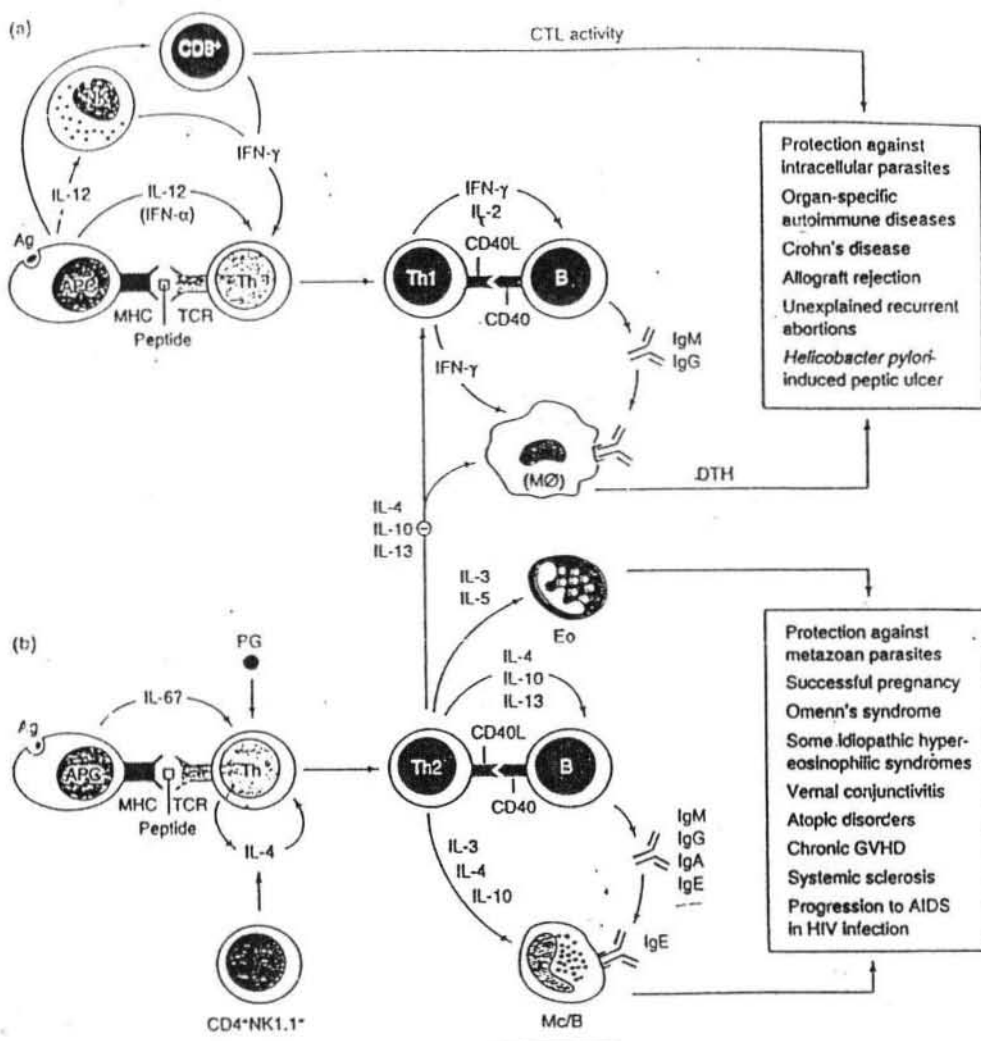 (a)
CD8+
CTL activity
NK
IFN-γ
IL-12
IL-12
(IFN-α)
Ag
APC
Th
MHC
TCR
Peptide
IFN-γ
IL-2
CD40L
Th1
B
CD40
IgM
IgG
IFN-γ
(MØ)
DTH
Protection against
intracellular parasites
Organ-specific
autoimmune diseases
Crohn's disease
Allograft rejection
Unexplained recurrent
abortions
Helicobacter pylori-
induced peptic ulcer
IL-4
IL-10
IL-13
IL-3
IL-5
Eo
(b)
PG
IL-6?
Ag
APC
Th
MHC
TCR
Peptide
IL-4
CD4+NK1.1+
IL-4
IL-10
IL-13
CD40L
Th2
B
CD40
IL-3
IL-4
IL-10
IgM
IgG
IgA
IgE
IgE
Mc/B
Protection against
metazoan parasites
Successful pregnancy
Omenn's syndrome
Some idiopathic hyper-
eosinophilic syndromes
Vernal conjunctivitis
Atopic disorders
Chronic GVHD
Systemic sclerosis
Progression to AIDS
in HIV infection